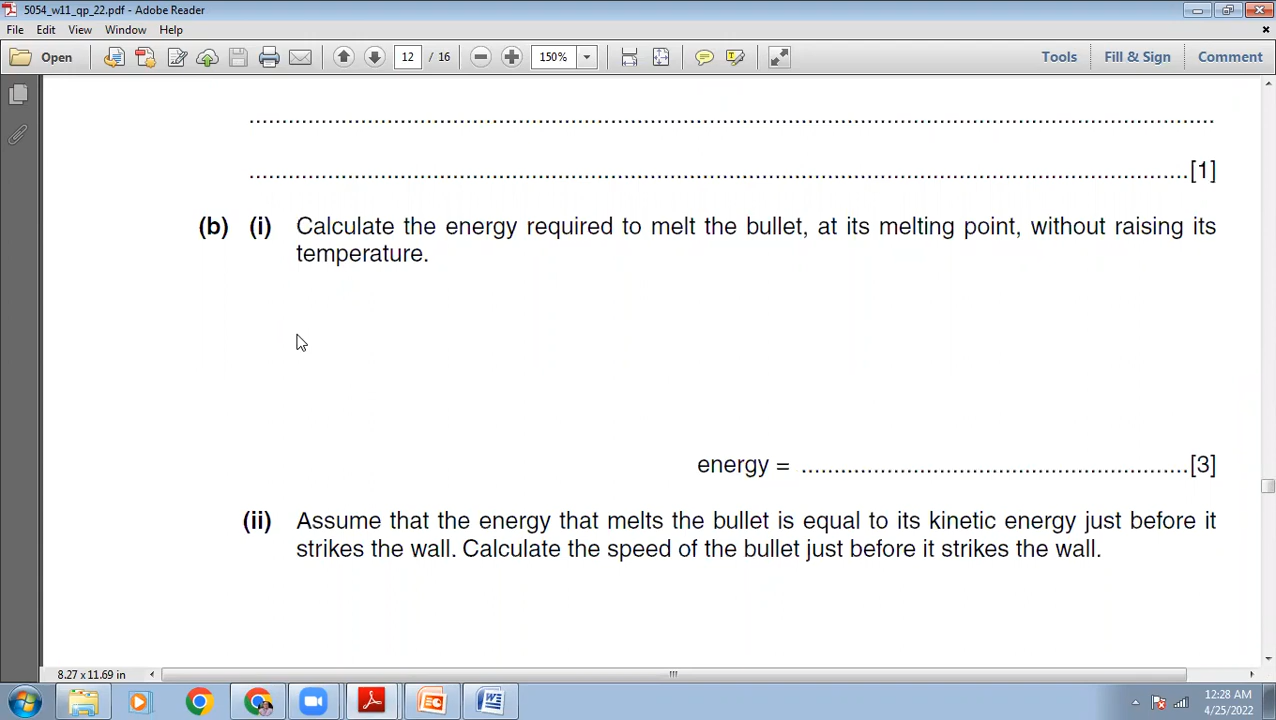 5054_w11_qp_22.pdf - Adobe Reader
File Edit View Window Help
Open 12 / 16 150% Tools Fill & Sign Comment
................................................................................................................
.............................................................................................................[1]
(b) (i) Calculate the energy required to melt the bullet, at its melting point, without raising its
temperature.
energy = .............................................................[3]
(ii) Assume that the energy that melts the bullet is equal to its kinetic energy just before it
strikes the wall. Calculate the speed of the bullet just before it strikes the wall.
8.27 x 11.69 in
12:28 AM
4/25/2022